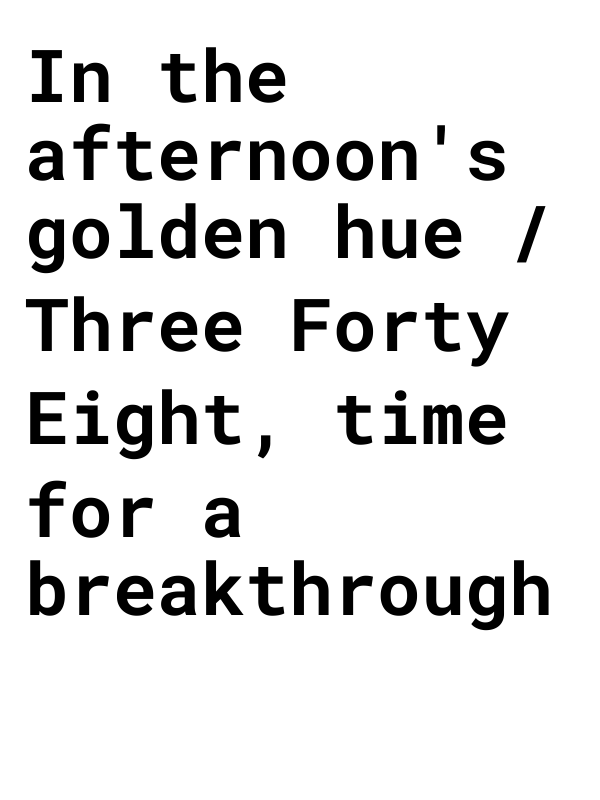 In the
afternoon's
golden hue /
Three Forty
Eight, time
for a
breakthrough